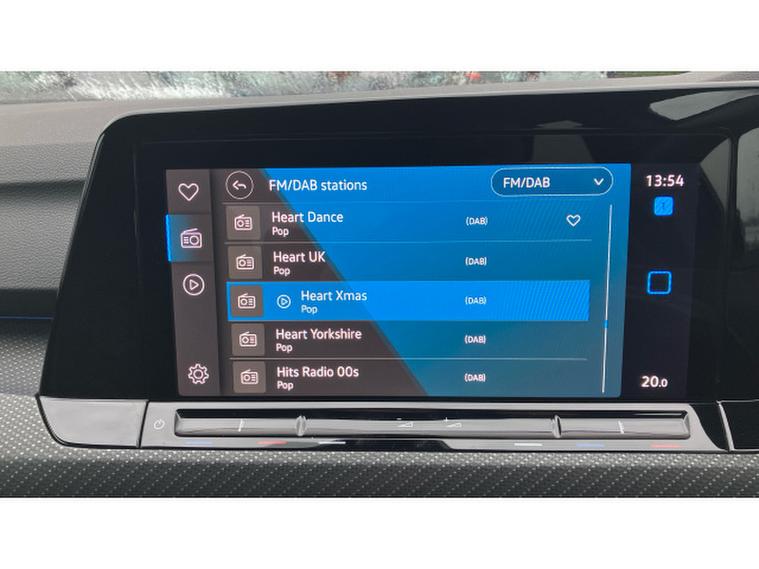 FM/DAB stations
FM/DAB
13:54
Heart Dance
Pop
(DAB)
Heart UK
Pop
(DAB)
Heart Xmas
Pop
(DAB)
Heart Yorkshire
Pop
(DAB)
Hits Radio 00s
Pop
(DAB)
20.0